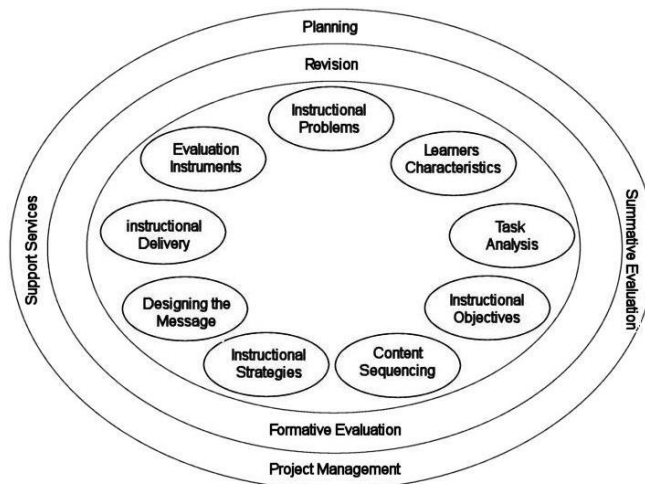 Planning
Revision
Instructional
Problems
Evaluation
Instruments
Learners
Characteristics
instructional
Delivery
Task
Analysis
Support Services
Summative Evaluation
Designing the
Message
Instructional
Objectives
Instructional
Strategies
Content
Sequencing
Formative Evaluation
Project Management